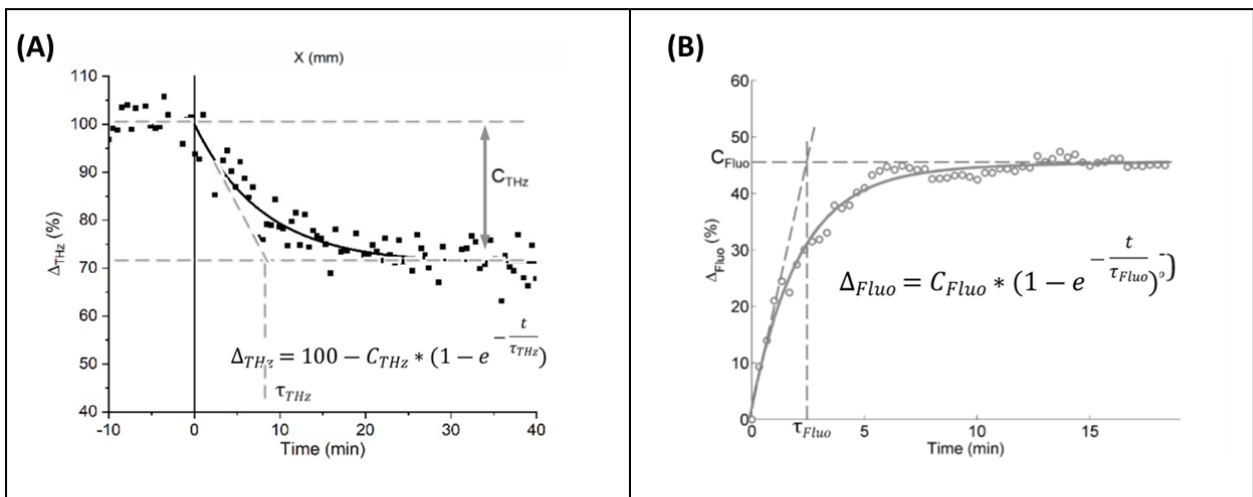 (A)
X (mm)
110
100
90
80
70
60
50
40
Δ_THz (%)
C_THz
Δ_THz = 100 − C_THz * (1 − e^(−t/τ_THz))
τ_THz
-10 0 10 20 30 40
Time (min)
(B)
60
50
40
30
20
10
0
C_Fluo
Δ_Fluo (%)
Δ_Fluo = C_Fluo * (1 − e^(−t/τ_Fluo))
0 5 10 15
τ_Fluo
Time (min)